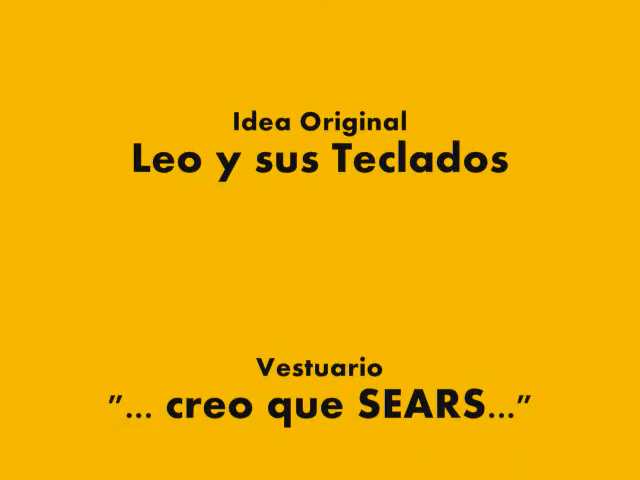 Idea Original
Leo y sus Teclados
Vestuario
"... creo que SEARS..."